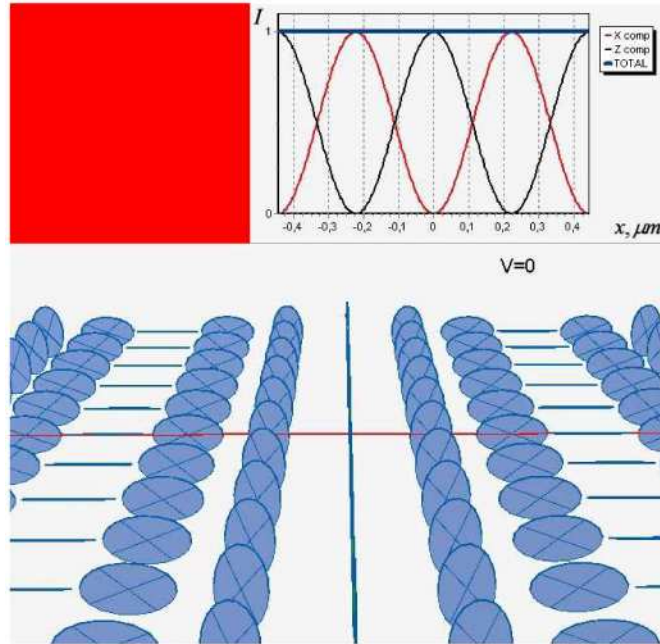 I
1
X comp
Z comp
TOTAL
0
-0,4 -0,3 -0,2 -0,1 0 0,1 0,2 0,3 0,4
x, μm
V=0